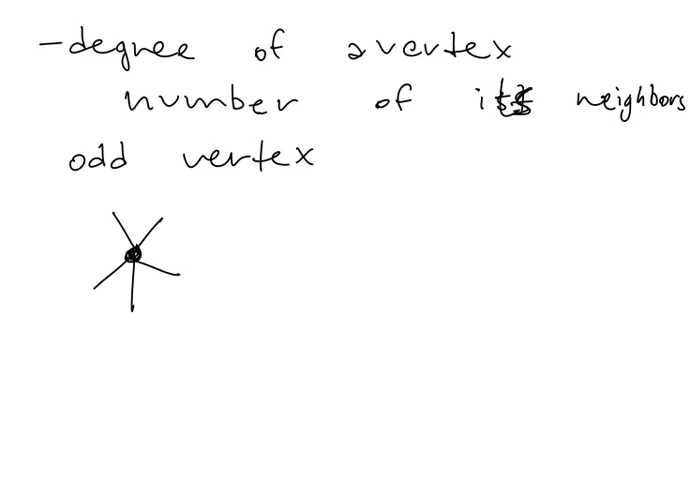 -degree of a vertex
number of its neighbors
odd vertex